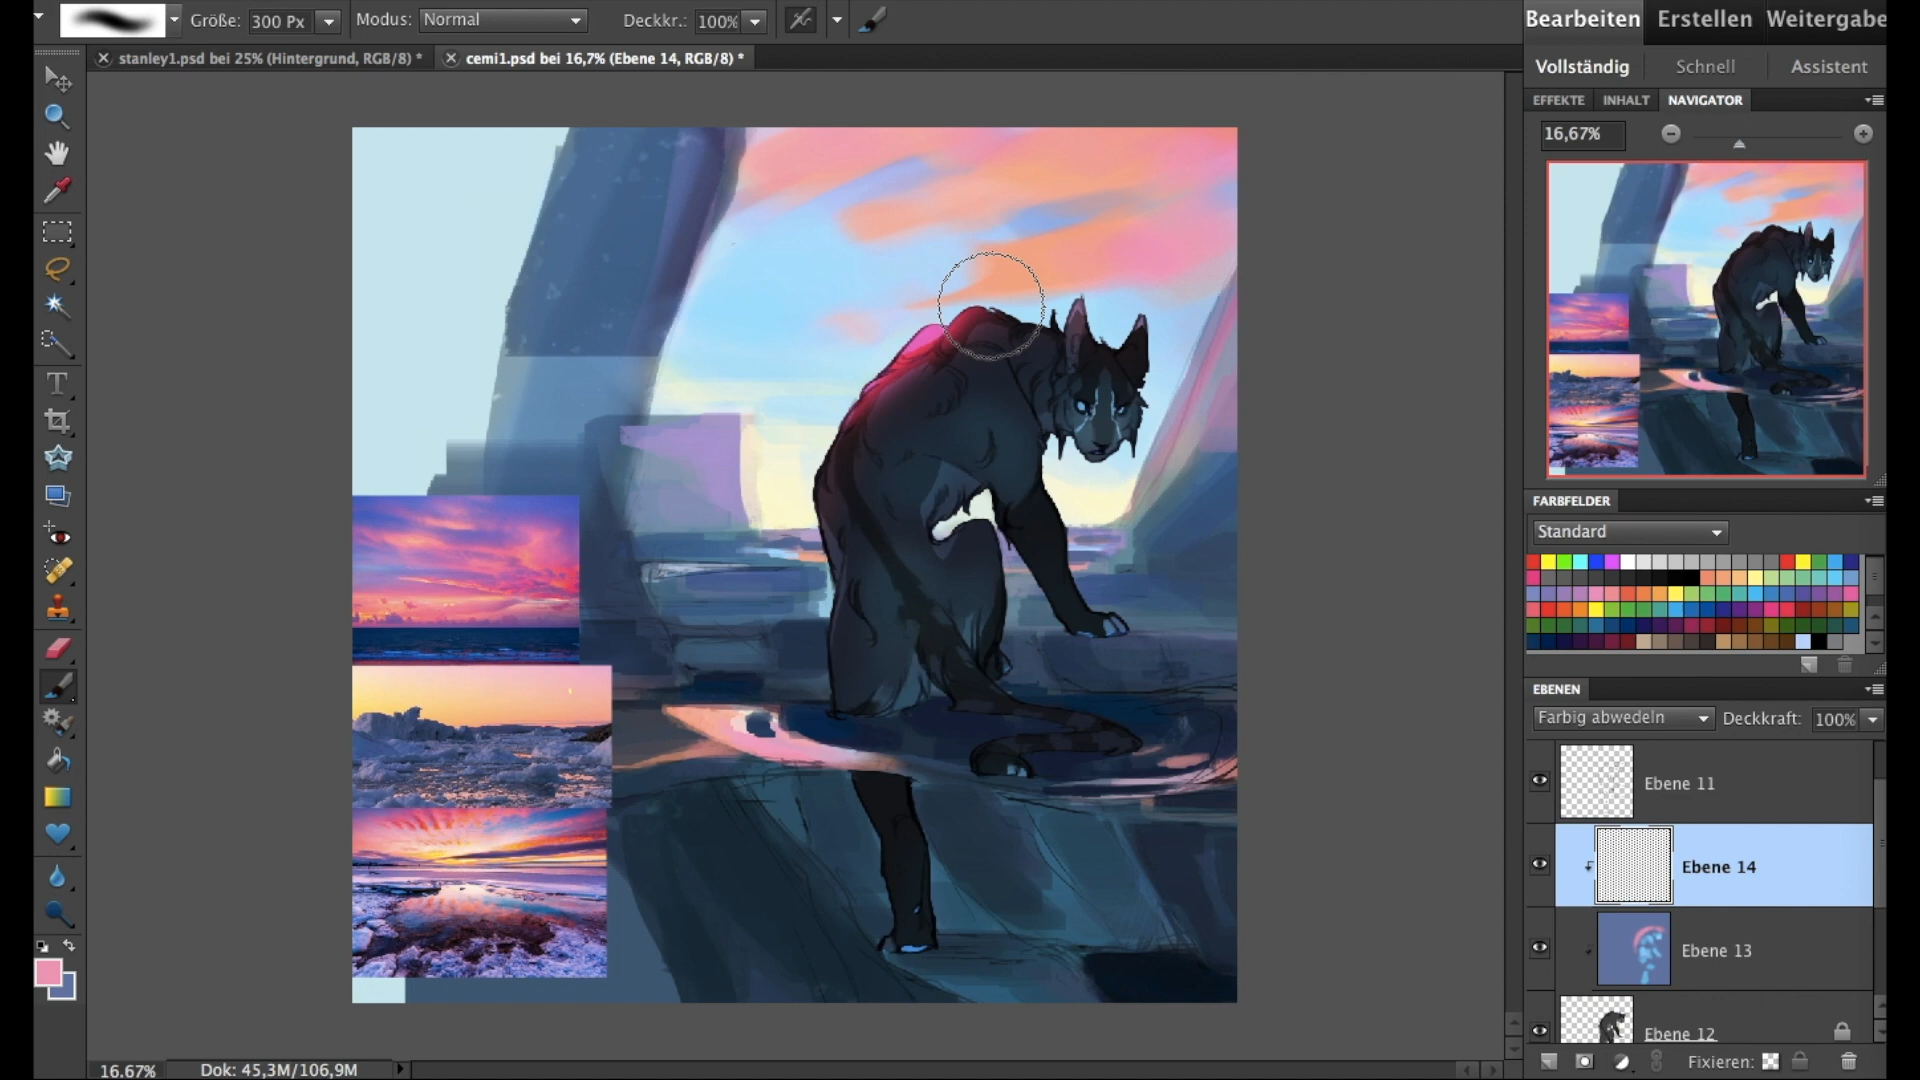 Größe: 300 Px Modus: Normal Deckkr.: 100%
Bearbeiten Erstellen Weitergabe
stanley1.psd bei 25% (Hintergrund, RGB/8) *
cemi1.psd bei 16,7% (Ebene 14, RGB/8) *
Vollständig Schnell Assistent
EFFEKTE INHALT NAVIGATOR
16,67%
FARBFELDER
Standard
EBENEN
Farbig abwedeln Deckkraft: 100%
Ebene 11
Ebene 14
Ebene 13
Ebene 12
Fixieren:
16.67% Dok: 45,3M/106,9M